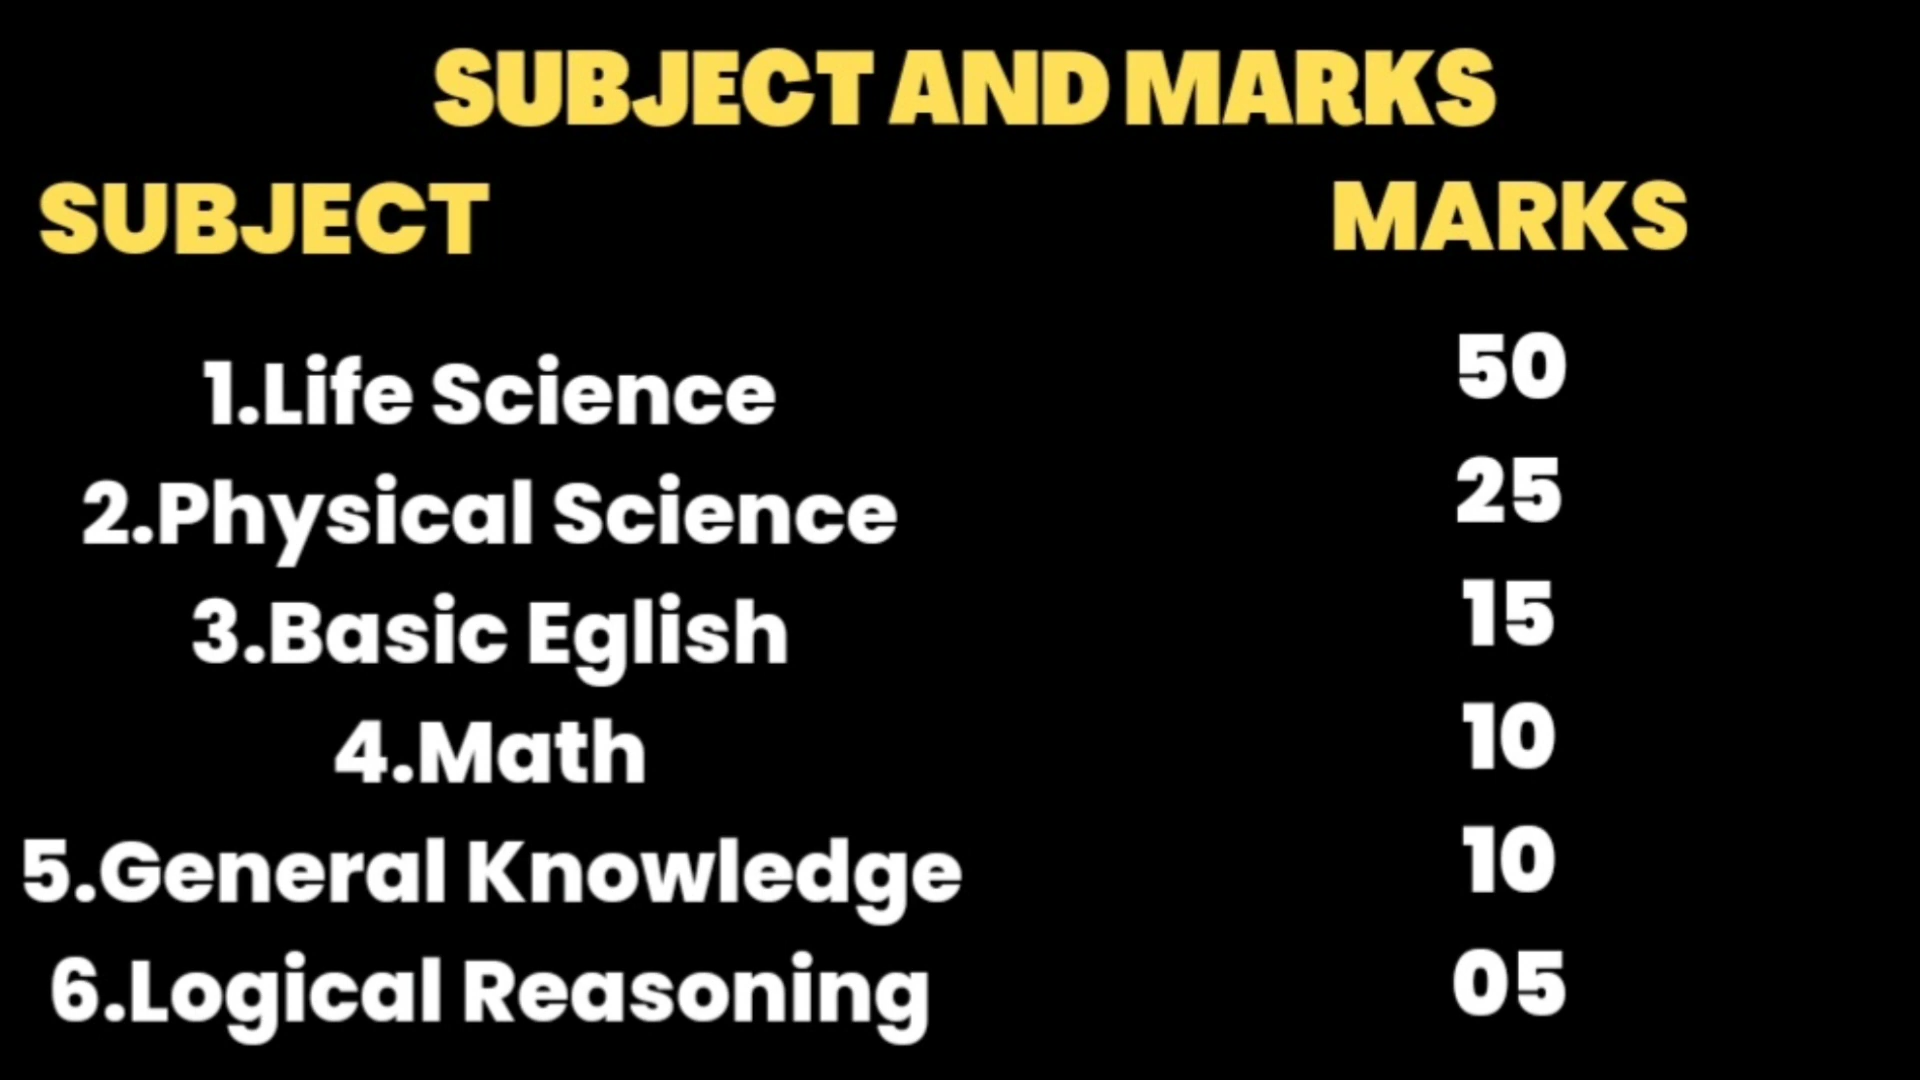 SUBJECT AND MARKS
SUBJECT MARKS
1.Life Science 50
2.Physical Science 25
3.Basic Eglish 15
4.Math 10
5.General Knowledge 10
6.Logical Reasoning 05